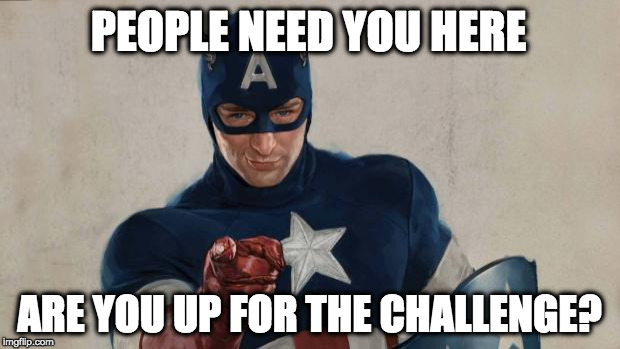 PEOPLE NEED YOU HERE
A
ARE YOU UP FOR THE CHALLENGE?
imgflip.com